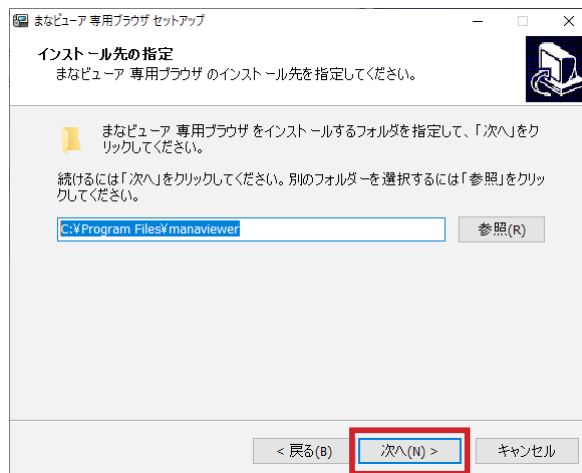 まなビューア 専用ブラウザ セットアップ
インストール先の指定
まなビューア 専用ブラウザ のインストール先を指定してください。
まなビューア 専用ブラウザ をインストールするフォルダを指定して、「次へ」をク
リックしてください。
続けるには「次へ」をクリックしてください。別のフォルダーを選択するには「参照」をクリッ
クしてください。
C:¥Program Files¥manaviewer
参照(R)
< 戻る(B)
次へ(N) >
キャンセル